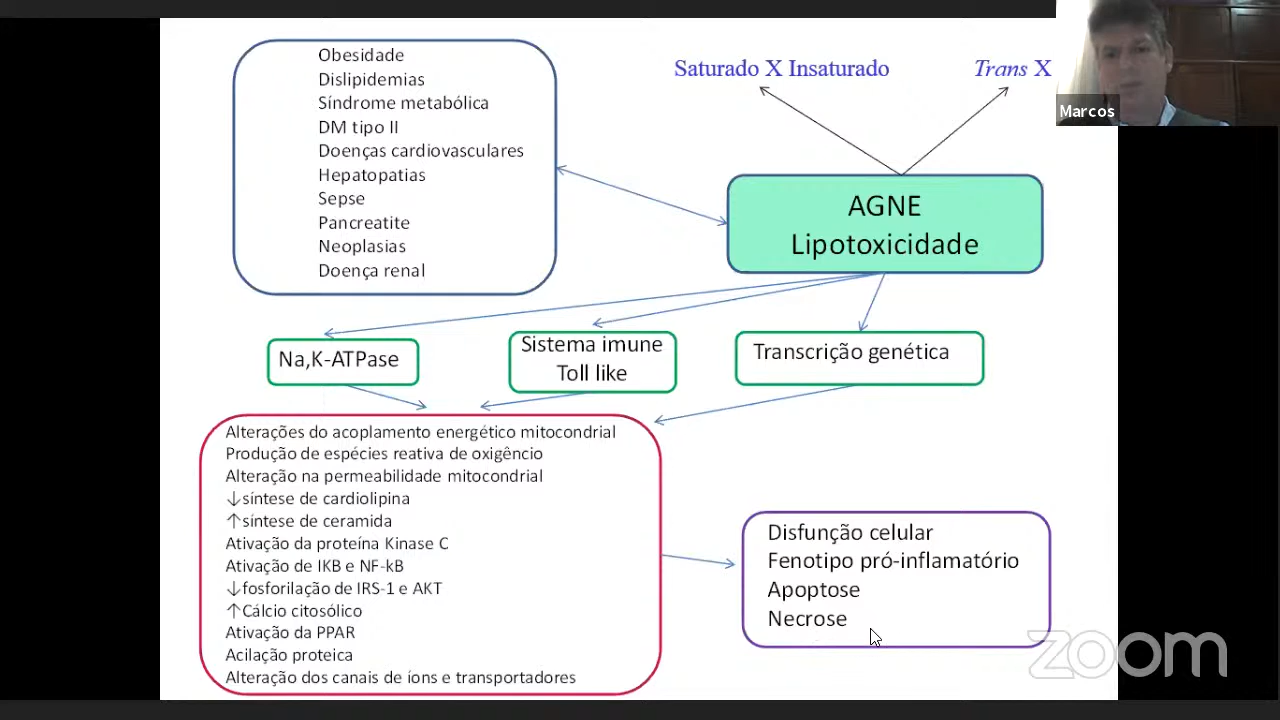 Obesidade
Dislipidemias
Síndrome metabólica
DM tipo II
Doenças cardiovasculares
Hepatopatias
Sepse
Pancreatite
Neoplasias
Doença renal
Saturado X Insaturado
Trans X
Marcos
AGNE
Lipotoxicidade
Na,K-ATPase
Sistema imune
Toll like
Transcrição genética
Alterações do acoplamento energético mitocondrial
Produção de espécies reativa de oxigêncio
Alteração na permeabilidade mitocondrial
↓síntese de cardiolipina
↑síntese de ceramida
Ativação da proteína Kinase C
Ativação de IKB e NF-kB
↓fosforilação de IRS-1 e AKT
↑Cálcio citosólico
Ativação da PPAR
Acilação proteica
Alteração dos canais de íons e transportadores
Disfunção celular
Fenotipo pró-inflamatório
Apoptose
Necrose
zoom